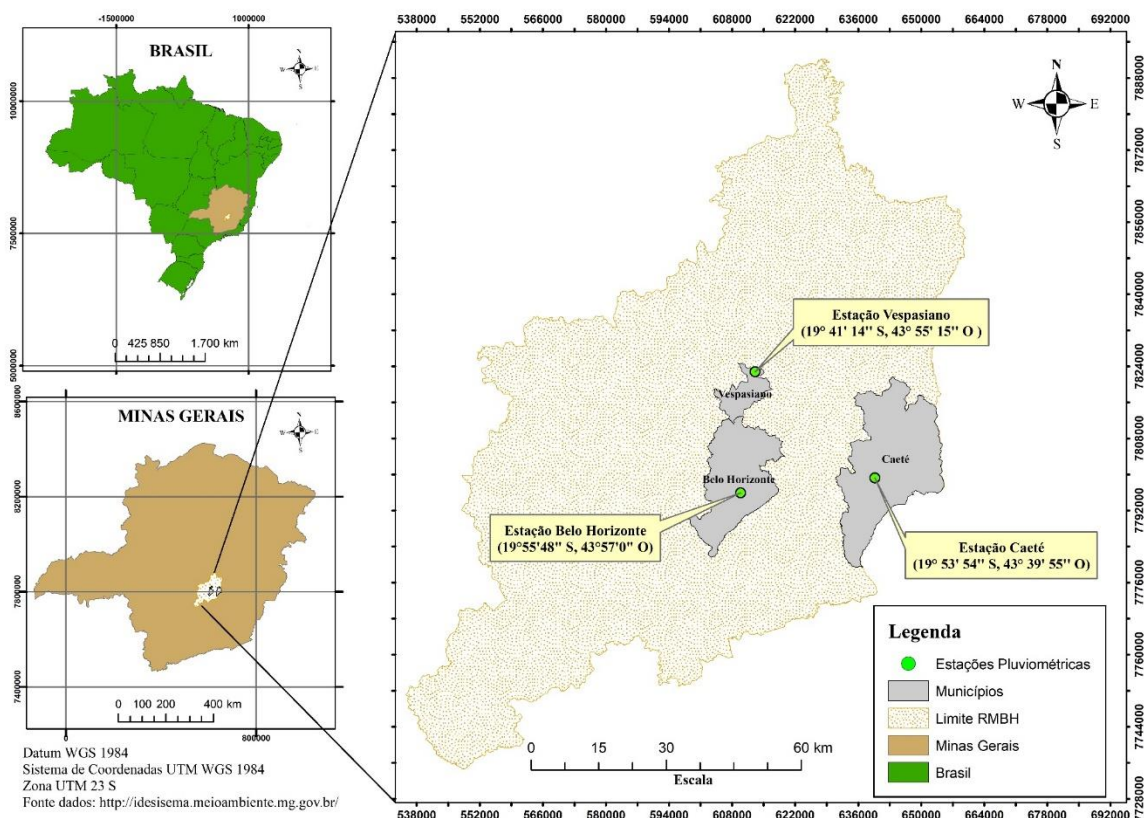 -1500000 1000000
BRASIL
N
W E
S
10000000
7500000
5000000
0 425 850 1.700 km
8600000
MINAS GERAIS
N
W E
S
8200000
7800000
7400000
0 100 200 400 km
0 800000
Datum WGS 1984
Sistema de Coordenadas UTM WGS 1984
Zona UTM 23 S
Fonte dados: http://idesisema.meioambiente.mg.gov.br/
538000 552000 566000 580000 594000 608000 622000 636000 650000 664000 678000 692000
N
W E
S
7888000
7872000
7856000
7840000
7824000
7808000
7792000
7776000
7760000
7744000
7728000
Estação Vespasiano
(19° 41' 14" S, 43° 55' 15" O )
Vespasiano
Caeté
Belo Horizonte
Estação Belo Horizonte
(19°55'48" S, 43°57'0" O)
Estação Caeté
(19° 53' 54" S, 43° 39' 55" O)
Legenda
Estações Pluviométricas
Municípios
Limite RMBH
Minas Gerais
Brasil
0 15 30 60 km
Escala
538000 552000 566000 580000 594000 608000 622000 636000 650000 664000 678000 692000